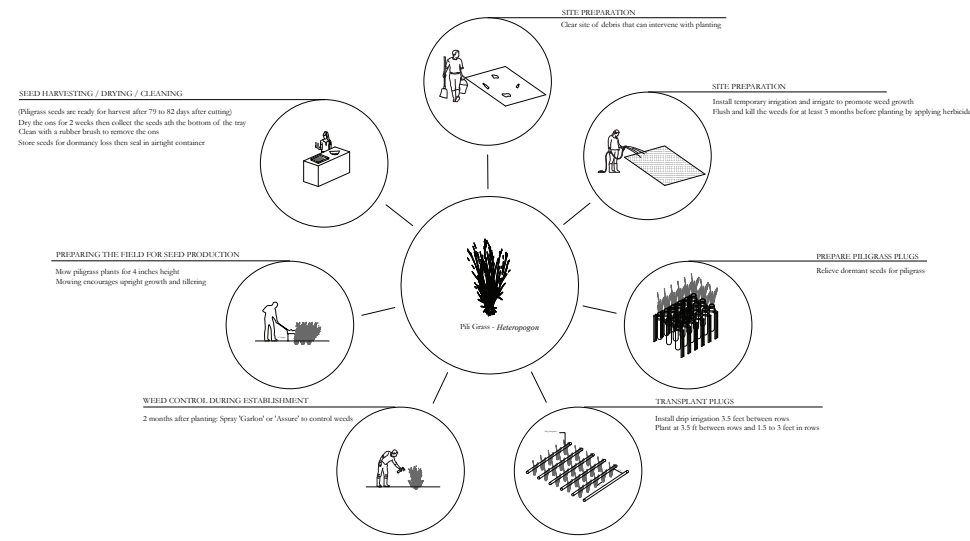 SITE PREPARATION
Clear site of debris that can intervene with planting
SITE PREPARATION
Install temporary irrigation and irrigate to promote weed growth
Flush and kill the weeds for at least 3 months before planting by applying herbicide
PREPARE PILIGRASS PLUGS
Relieve dormant seeds for piligrass
TRANSPLANT PLUGS
Install drip irrigation 3.5 feet between rows
Plant at 3.5 ft between rows and 1.5 to 3 feet in rows
WEED CONTROL DURING ESTABLISHMENT
2 months after planting: Spray 'Garlon' or 'Assure' to control weeds
PREPARING THE FIELD FOR SEED PRODUCTION
Mow piligrass plants for 4 inches height
Mowing encourages upright growth and tillering
SEED HARVESTING / DRYING / CLEANING
(Piligrass seeds are ready for harvest after 79 to 82 days after cutting)
Dry the ons for 2 weeks then collect the seeds ath the bottom of the tray
Clean with a rubber brush to remove the ons
Store seeds for dormancy loss then seal in airtight container
Pili Grass - Heteropogon